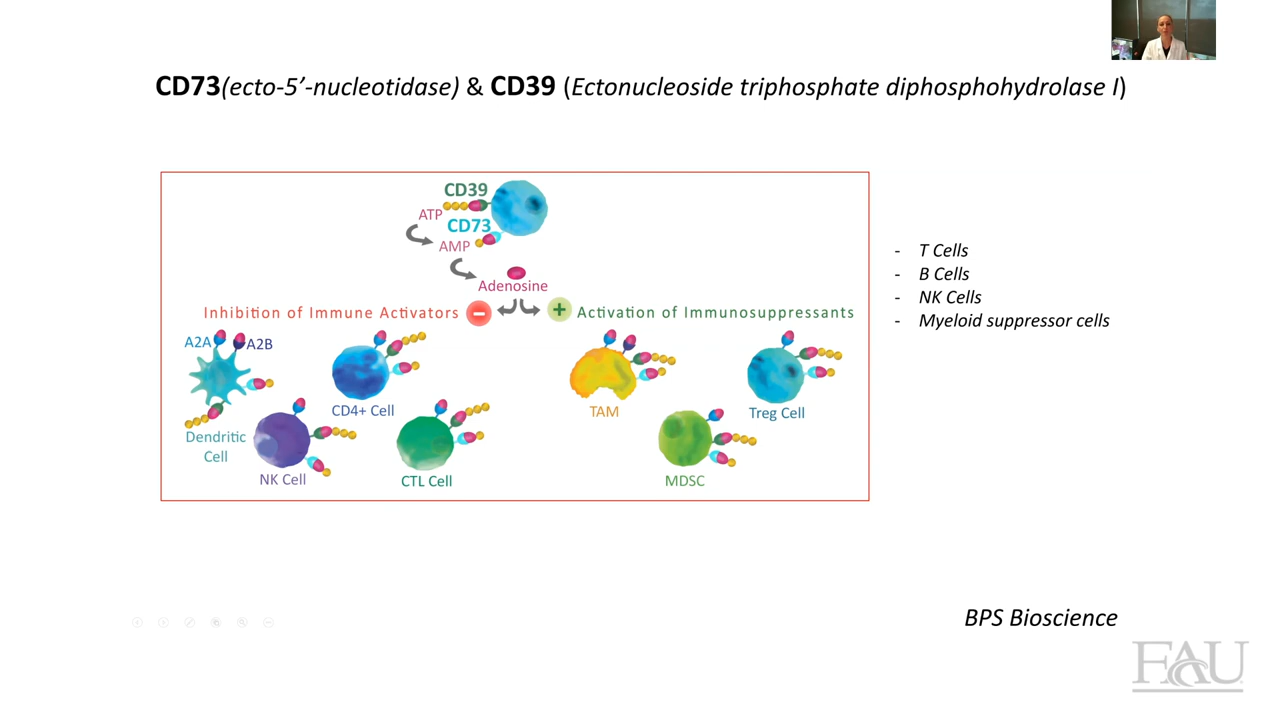 CD73(ecto-5’-nucleotidase) & CD39 (Ectonucleoside triphosphate diphosphohydrolase I)
CD39
ATP
CD73
AMP
Adenosine
Inhibition of Immune Activators
Activation of Immunosuppressants
A2A
A2B
Dendritic
Cell
NK Cell
CD4+ Cell
CTL Cell
TAM
MDSC
Treg Cell
- T Cells
- B Cells
- NK Cells
- Myeloid suppressor cells
BPS Bioscience
FAU